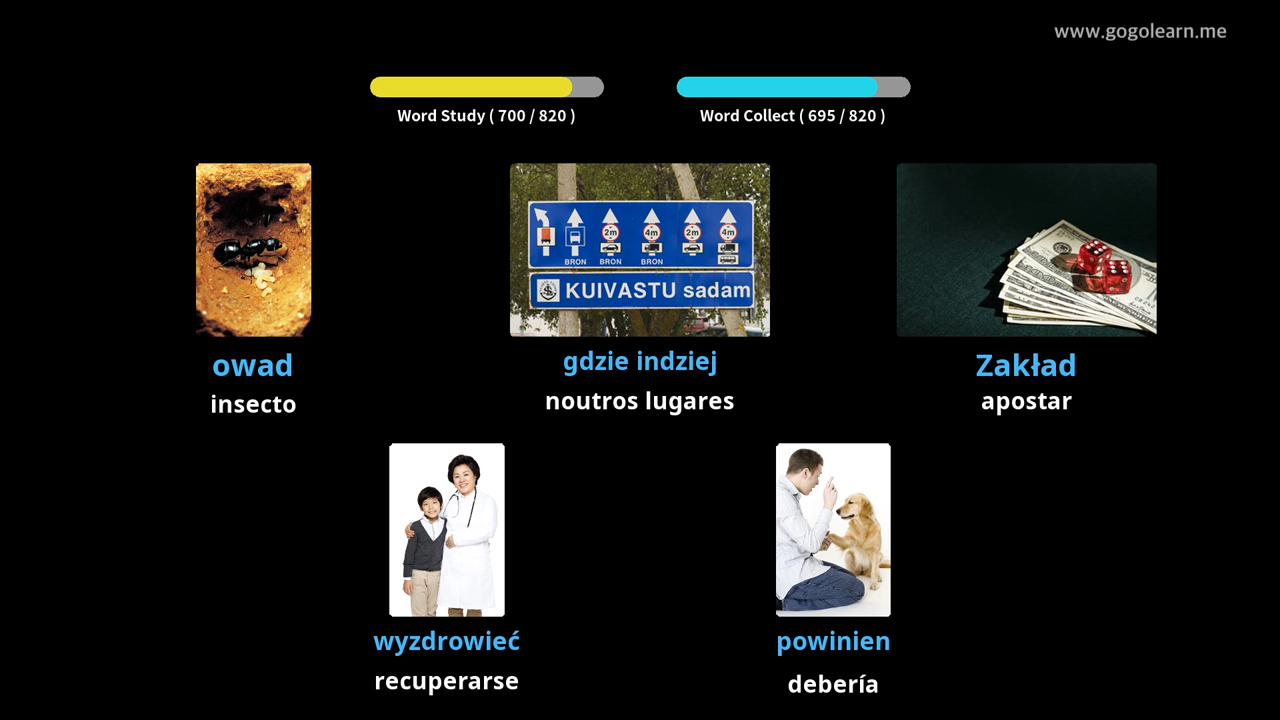 www.gogolearn.me
Word Study ( 700 / 820 )
Word Collect ( 695 / 820 )
2m
4m
2m
4m
BRON
BRON
BRON
KUIVASTU sadam
owad
insecto
gdzie indziej
noutros lugares
Zakład
apostar
wyzdrowieć
recuperarse
powinien
debería